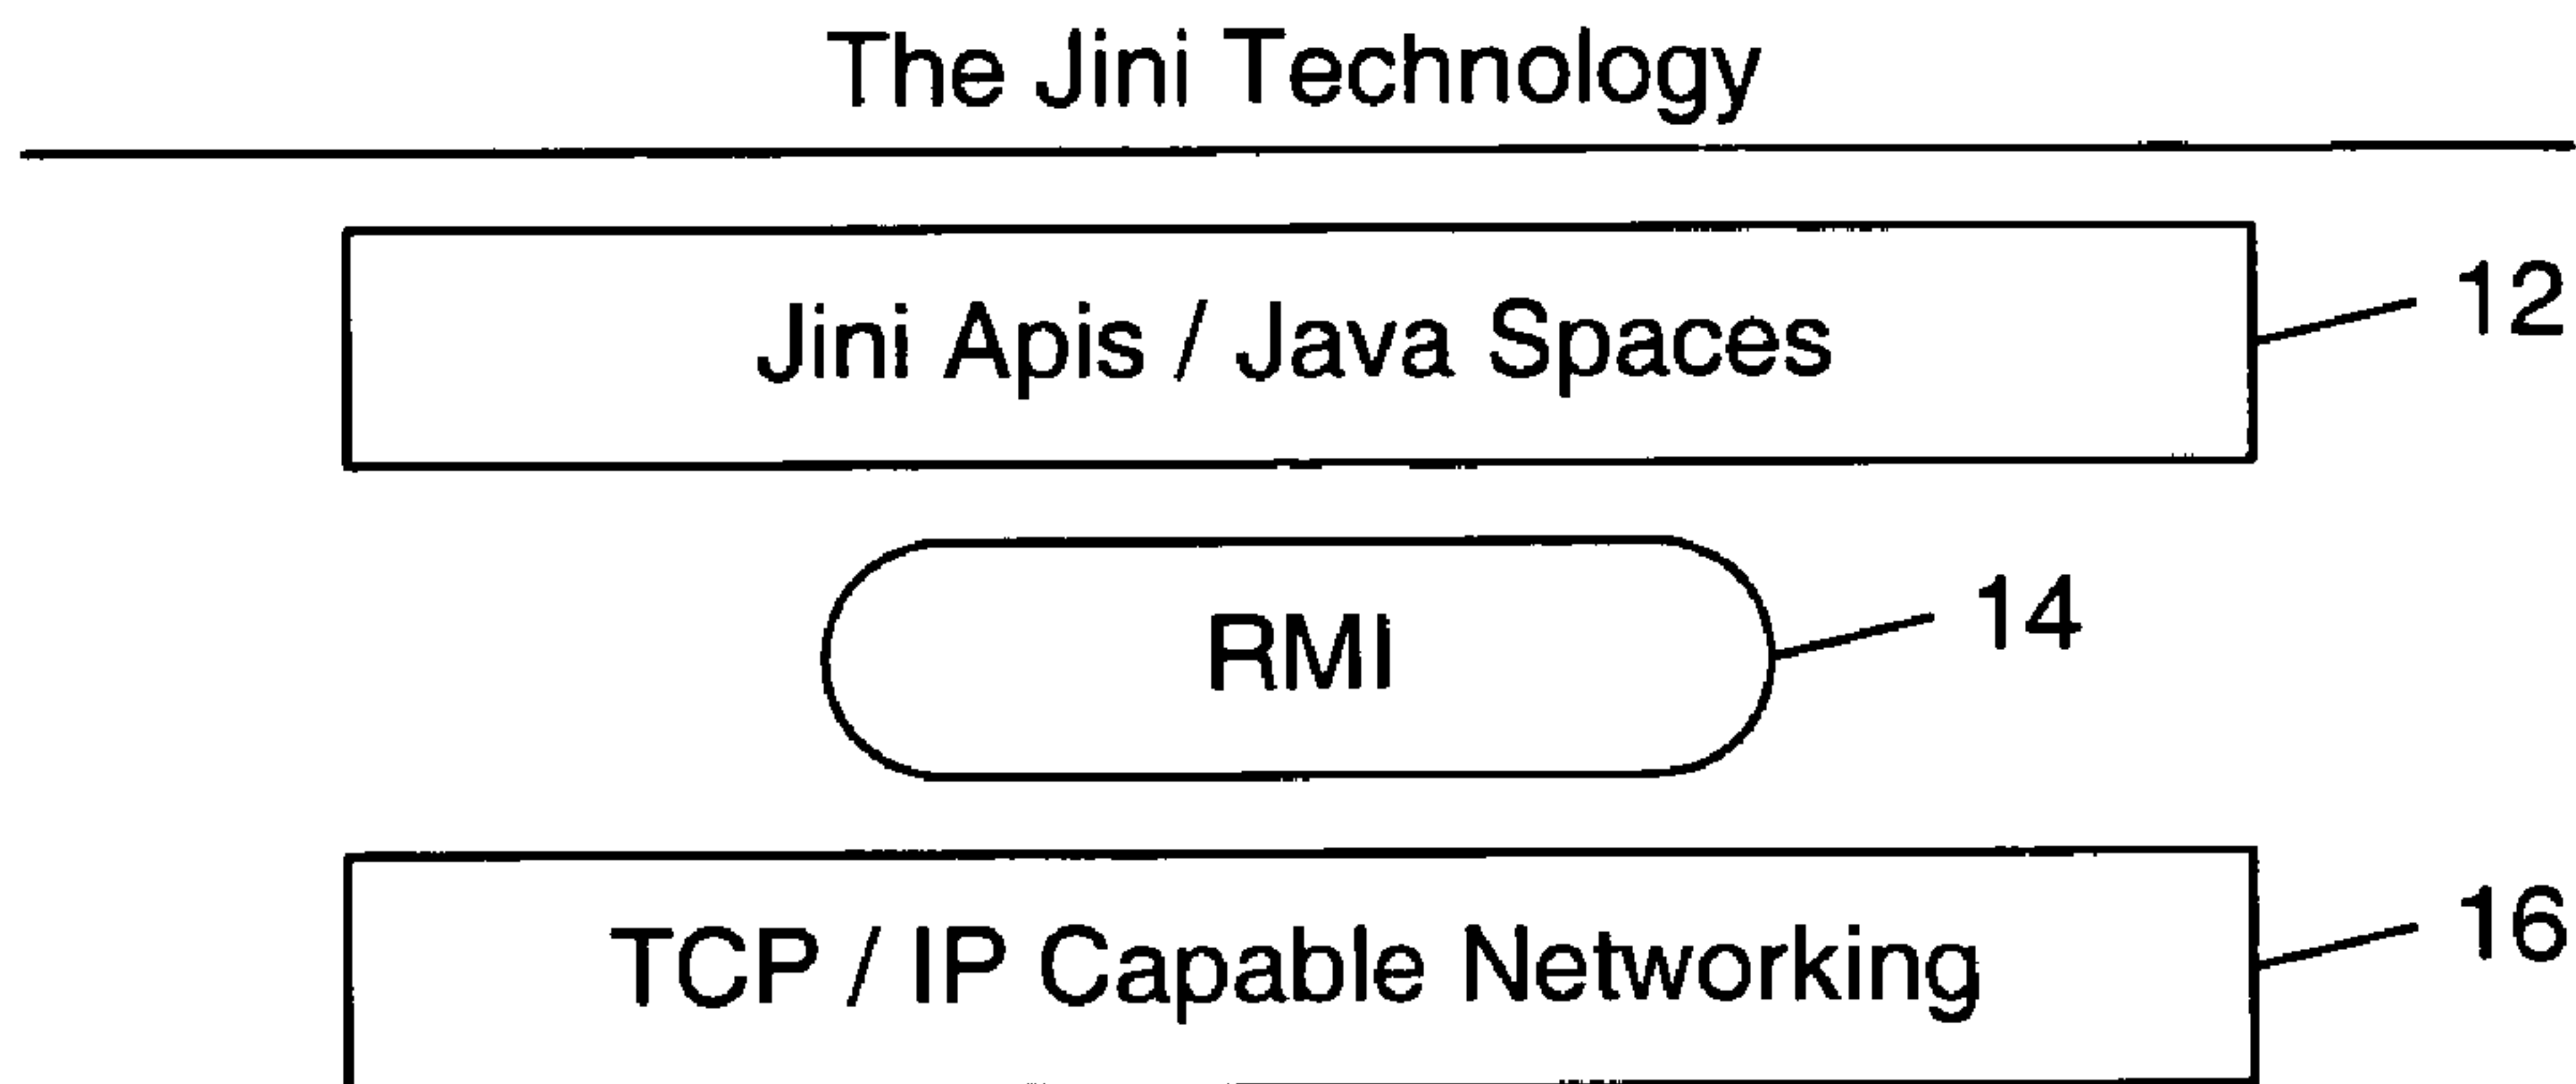 The Jini Technology
Jini Apis / Java Spaces
12
RMI
14
TCP / IP Capable Networking
16